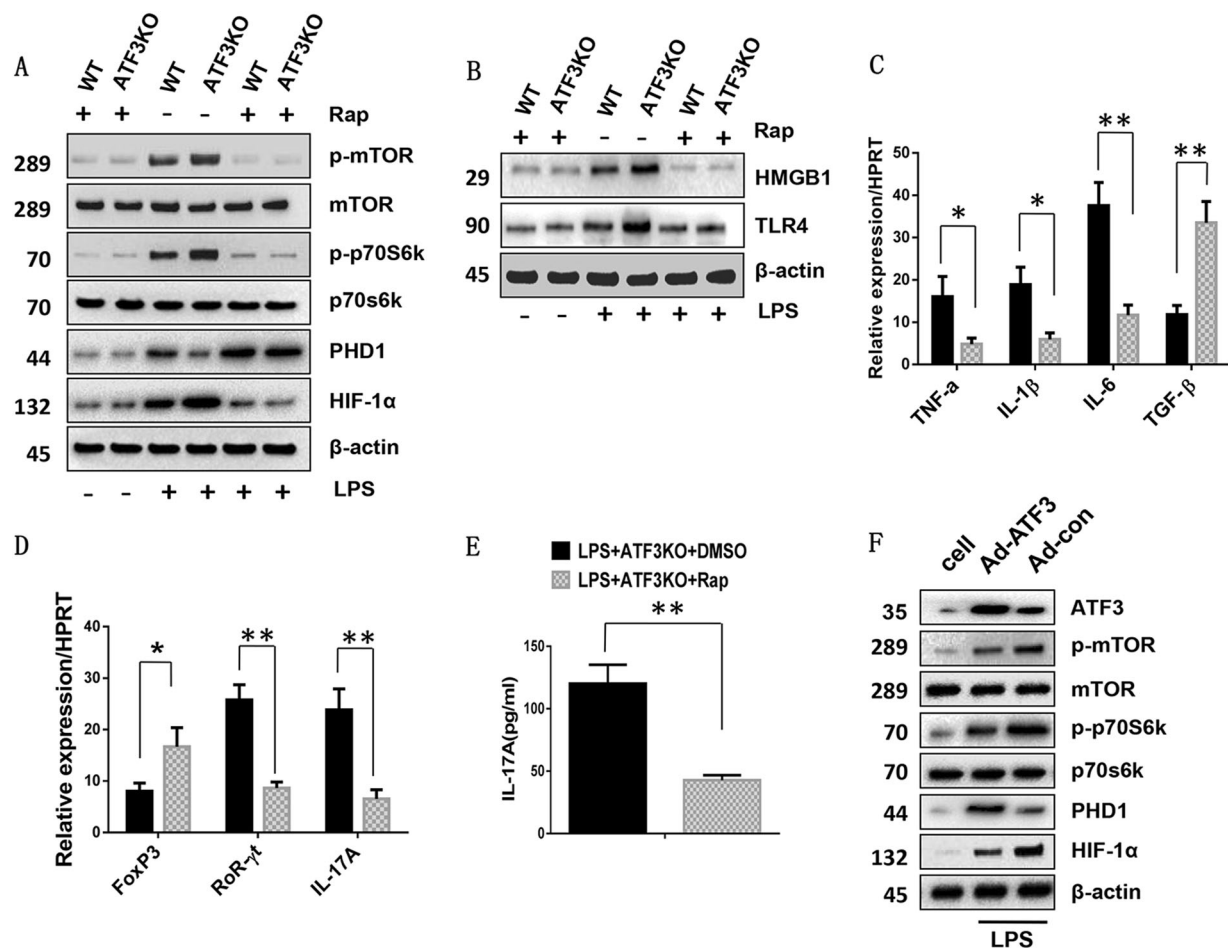 A
WT ATF3KO WT ATF3KO WT ATF3KO
+ + - - + + Rap
289 p-mTOR
289 mTOR
70 p-p70S6k
70 p70s6k
44 PHD1
132 HIF-1α
45 β-actin
- - + + + + LPS
B
WT ATF3KO WT ATF3KO WT ATF3KO
+ + - - + + Rap
29 HMGB1
90 TLR4
45 β-actin
- - + + + + LPS
C
Relative expression/HPRT
50
40
30
20
10
0
* * ** **
TNF-a IL-1β IL-6 TGF-β
D
Relative expression/HPRT
40
30
20
10
0
* ** **
FoxP3 RoR-γt IL-17A
E
LPS+ATF3KO+DMSO
LPS+ATF3KO+Rap
**
IL-17A(pg/ml)
150
100
50
0
F
cell Ad-ATF3 Ad-con
35 ATF3
289 p-mTOR
289 mTOR
70 p-p70S6k
70 p70s6k
44 PHD1
132 HIF-1α
45 β-actin
LPS